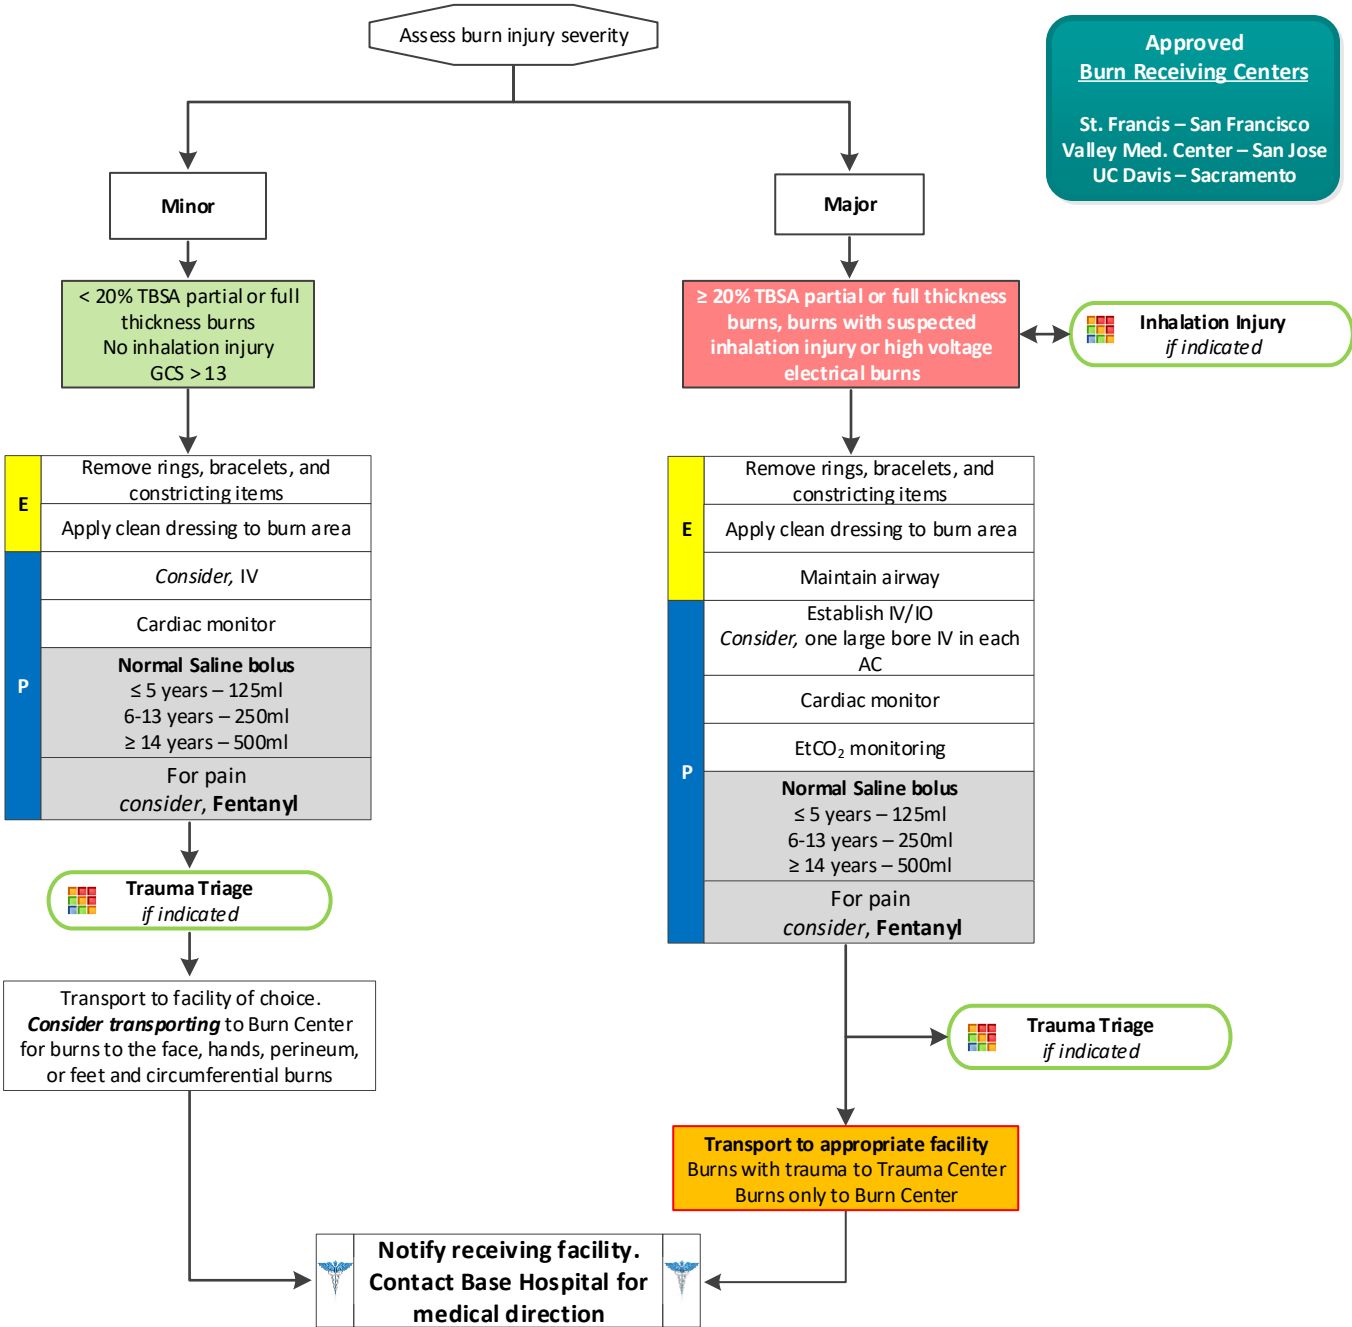 Assess burn injury severity
Approved
Burn Receiving Centers
St. Francis – San Francisco
Valley Med. Center – San Jose
UC Davis – Sacramento
Minor
Major
< 20% TBSA partial or full
thickness burns
No inhalation injury
GCS > 13
≥ 20% TBSA partial or full thickness
burns, burns with suspected
inhalation injury or high voltage
electrical burns
Inhalation Injury
if indicated
E
Remove rings, bracelets, and
constricting items
Apply clean dressing to burn area
P
Consider, IV
Cardiac monitor
Normal Saline bolus
≤ 5 years – 125ml
6-13 years – 250ml
≥ 14 years – 500ml
For pain
consider, Fentanyl
E
Remove rings, bracelets, and
constricting items
Apply clean dressing to burn area
Maintain airway
P
Establish IV/IO
Consider, one large bore IV in each
AC
Cardiac monitor
EtCO₂ monitoring
Normal Saline bolus
≤ 5 years – 125ml
6-13 years – 250ml
≥ 14 years – 500ml
For pain
consider, Fentanyl
Trauma Triage
if indicated
Transport to facility of choice.
Consider transporting to Burn Center
for burns to the face, hands, perineum,
or feet and circumferential burns
Trauma Triage
if indicated
Transport to appropriate facility
Burns with trauma to Trauma Center
Burns only to Burn Center
Notify receiving facility.
Contact Base Hospital for
medical direction